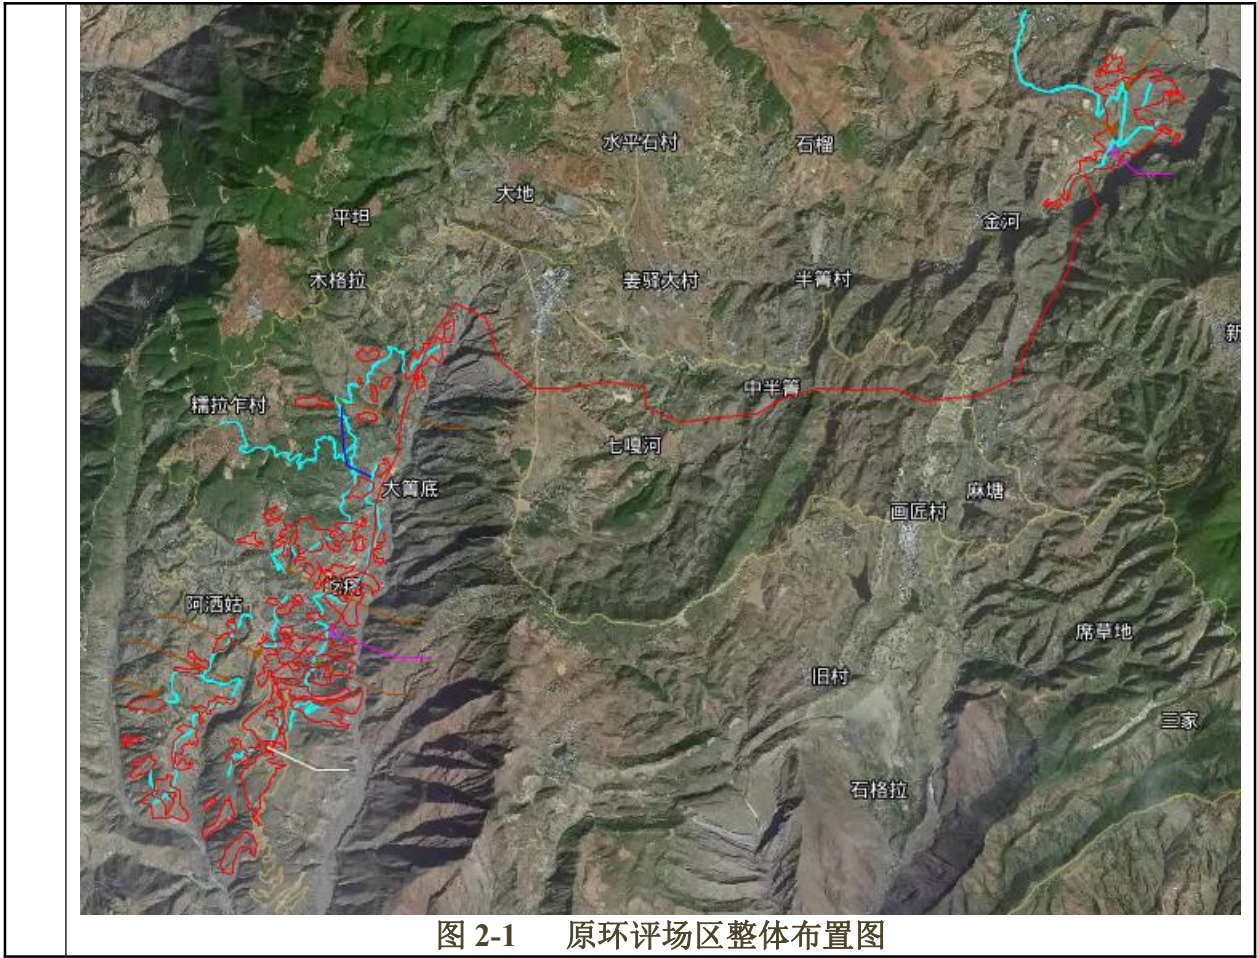 水平石村
石榴
大地
平坦
金河
木格拉
姜驿大村
半箐村
新
中半箐
糯拉乍村
七嘎河
大箐底
麻塘
画匠村
阿洒姑
席草地
旧村
三家
石格拉
图 2-1 原环评场区整体布置图